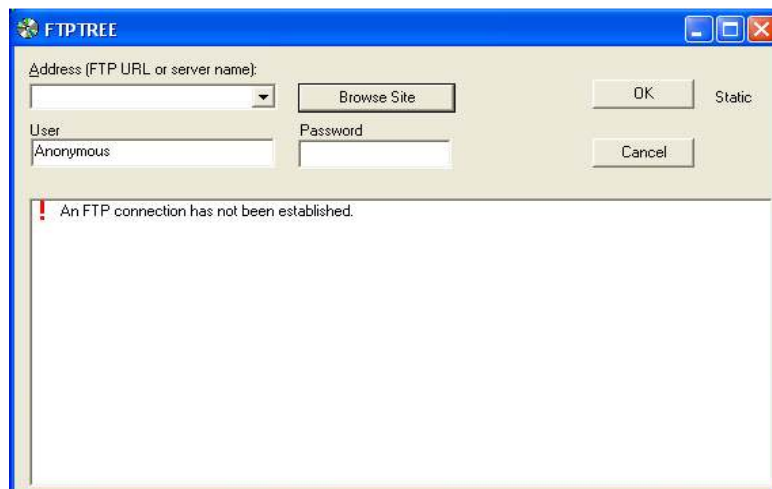 FTPTREE
Address (FTP URL or server name):
Browse Site
OK
Static
User
Password
Anonymous
Cancel
! An FTP connection has not been established.